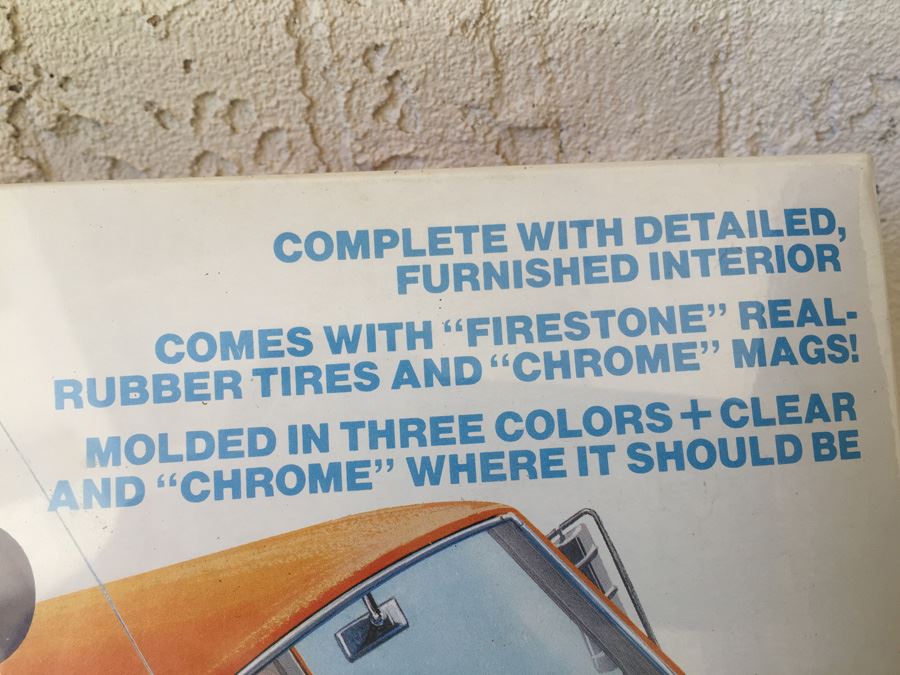 COMPLETE WITH DETAILED,
FURNISHED INTERIOR
COMES WITH “FIRESTONE” REAL-
RUBBER TIRES AND “CHROME” MAGS!
MOLDED IN THREE COLORS + CLEAR
AND “CHROME” WHERE IT SHOULD BE